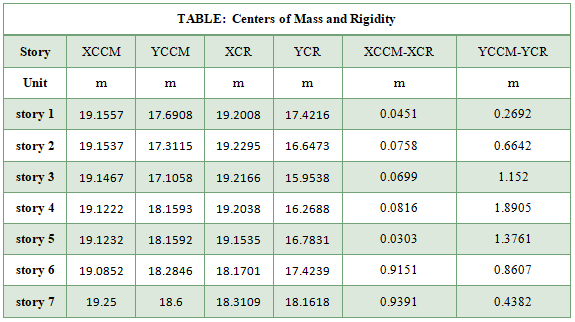 TABLE: Centers of Mass and Rigidity
Story XCCM YCCM XCR YCR XCCM-XCR YCCM-YCR
Unit m m m m m m
story 1 19.1557 17.6908 19.2008 17.4216 0.0451 0.2692
story 2 19.1537 17.3115 19.2295 16.6473 0.0758 0.6642
story 3 19.1467 17.1058 19.2166 15.9538 0.0699 1.152
story 4 19.1222 18.1593 19.2038 16.2688 0.0816 1.8905
story 5 19.1232 18.1592 19.1535 16.7831 0.0303 1.3761
story 6 19.0852 18.2846 18.1701 17.4239 0.9151 0.8607
story 7 19.25 18.6 18.3109 18.1618 0.9391 0.4382